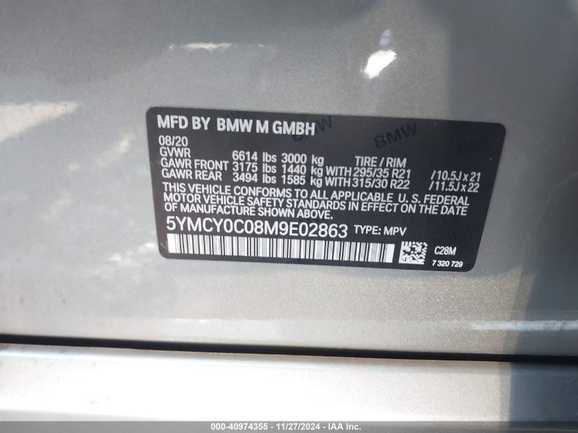 MFD BY BMW M GMBH
08/20
GVWR 6614 lbs 3000 kg TIRE / RIM
GAWR FRONT 3175 lbs 1440 kg WITH 295/35 R21 /10.5J x 21
GAWR REAR 3494 lbs 1585 kg WITH 315/30 R22 /11.5J x 22
THIS VEHICLE CONFORMS TO ALL APPLICABLE U.S. FEDERAL
MOTOR VEHICLE SAFETY STANDARDS IN EFFECT ON THE DATE OF
MANUFACTURE SHOWN ABOVE.
5YMCY0C08M9E02863 TYPE: MPV
C28M
7 320 729
BMW
000-40974355 - 11/27/2024 - IAA Inc.